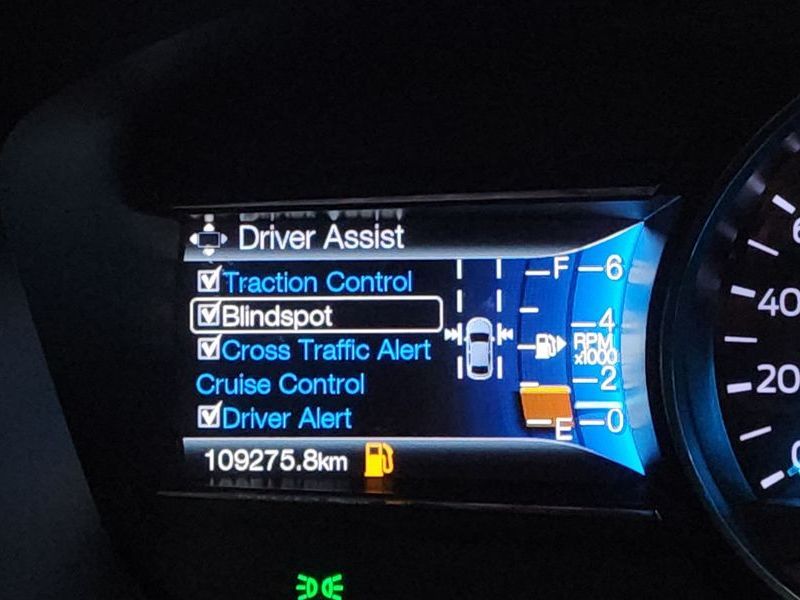 Driver Assist
Traction Control
Blindspot
Cross Traffic Alert
Cruise Control
Driver Alert
109275.8km
F
E
6
4
RPM
x1000
2
0
40
20
0